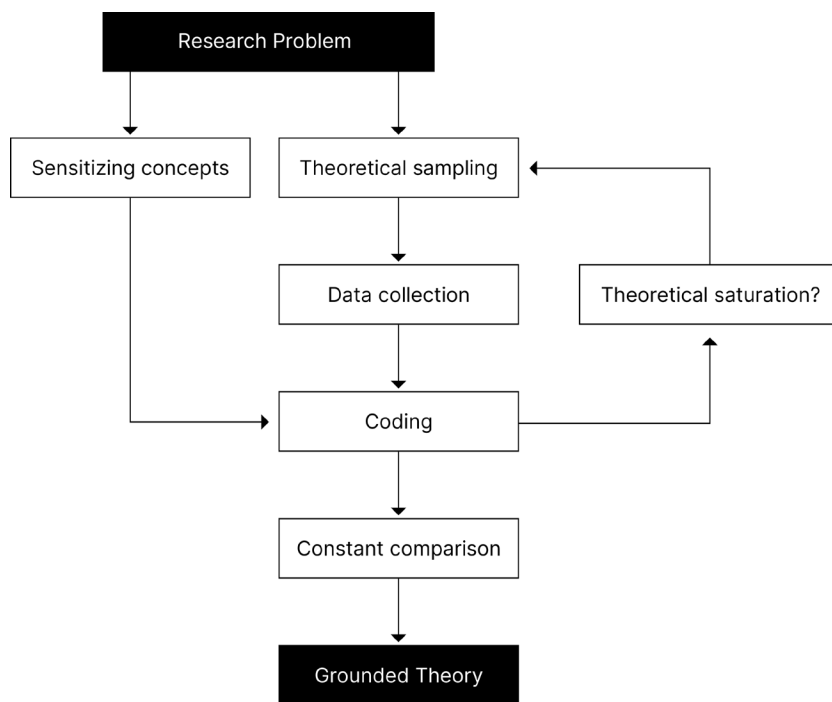 Research Problem
Sensitizing concepts
Theoretical sampling
Data collection
Theoretical saturation?
Coding
Constant comparison
Grounded Theory